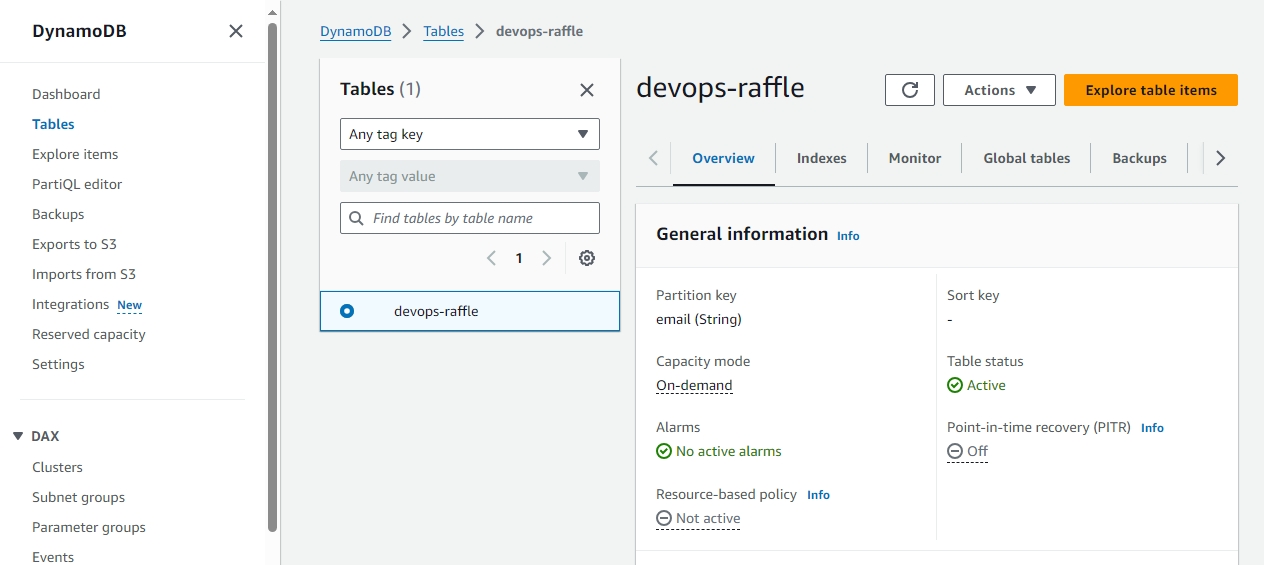 DynamoDB
Dashboard
Tables
Explore items
PartiQL editor
Backups
Exports to S3
Imports from S3
Integrations New
Reserved capacity
Settings
DAX
Clusters
Subnet groups
Parameter groups
Events
DynamoDB Tables devops-raffle
Tables (1)
Any tag key
Any tag value
Find tables by table name
1
devops-raffle
devops-raffle
Actions
Explore table items
Overview Indexes Monitor Global tables Backups
General information Info
Partition key
email (String)
Sort key
-
Capacity mode
On-demand
Table status
Active
Alarms
No active alarms
Point-in-time recovery (PITR) Info
Off
Resource-based policy Info
Not active